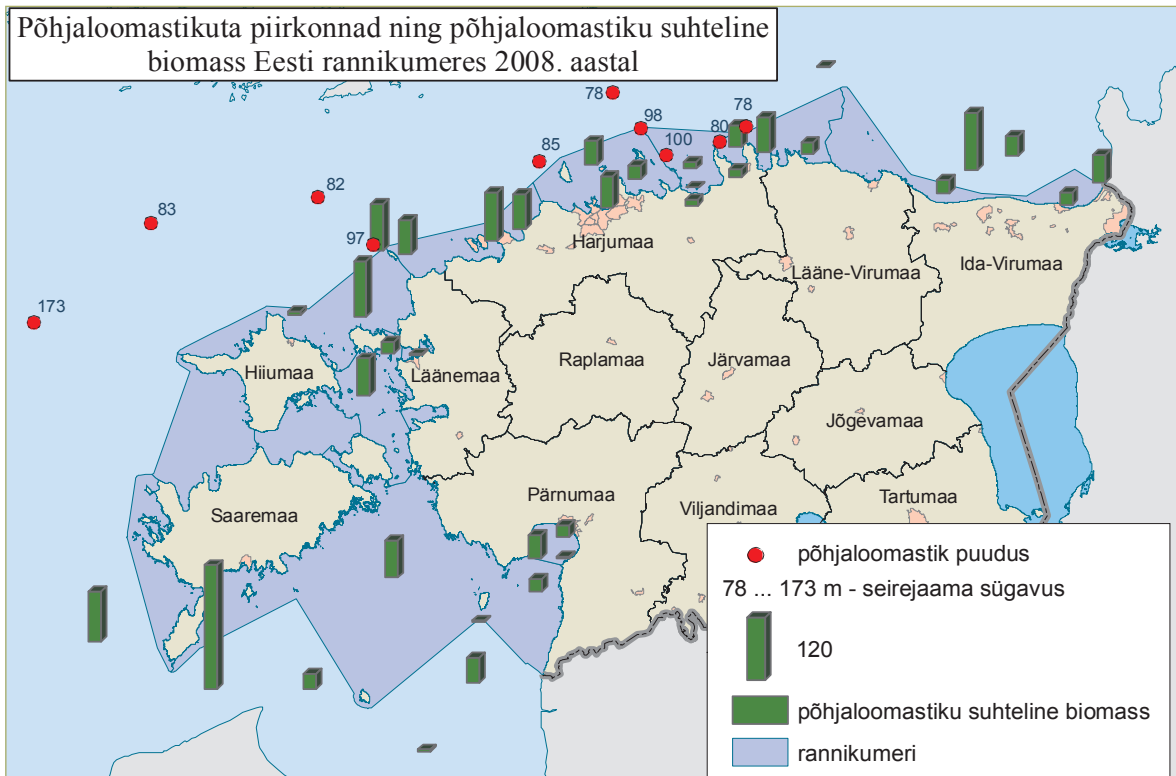 Põhjaloomastikuta piirkonnad ning põhjaloomastiku suhteline
biomass Eesti rannikumeres 2008. aastal
78
98
78
80
100
85
82
83
97
173
Harjumaa
Lääne-Virumaa
Ida-Virumaa
Raplamaa
Järvamaa
Hiiumaa
Läänemaa
Jõgevamaa
Pärnumaa
Viljandimaa
Tartumaa
Saaremaa
põhjaloomastik puudus
78 ... 173 m - seirejaama sügavus
120
põhjaloomastiku suhteline biomass
rannikumeri